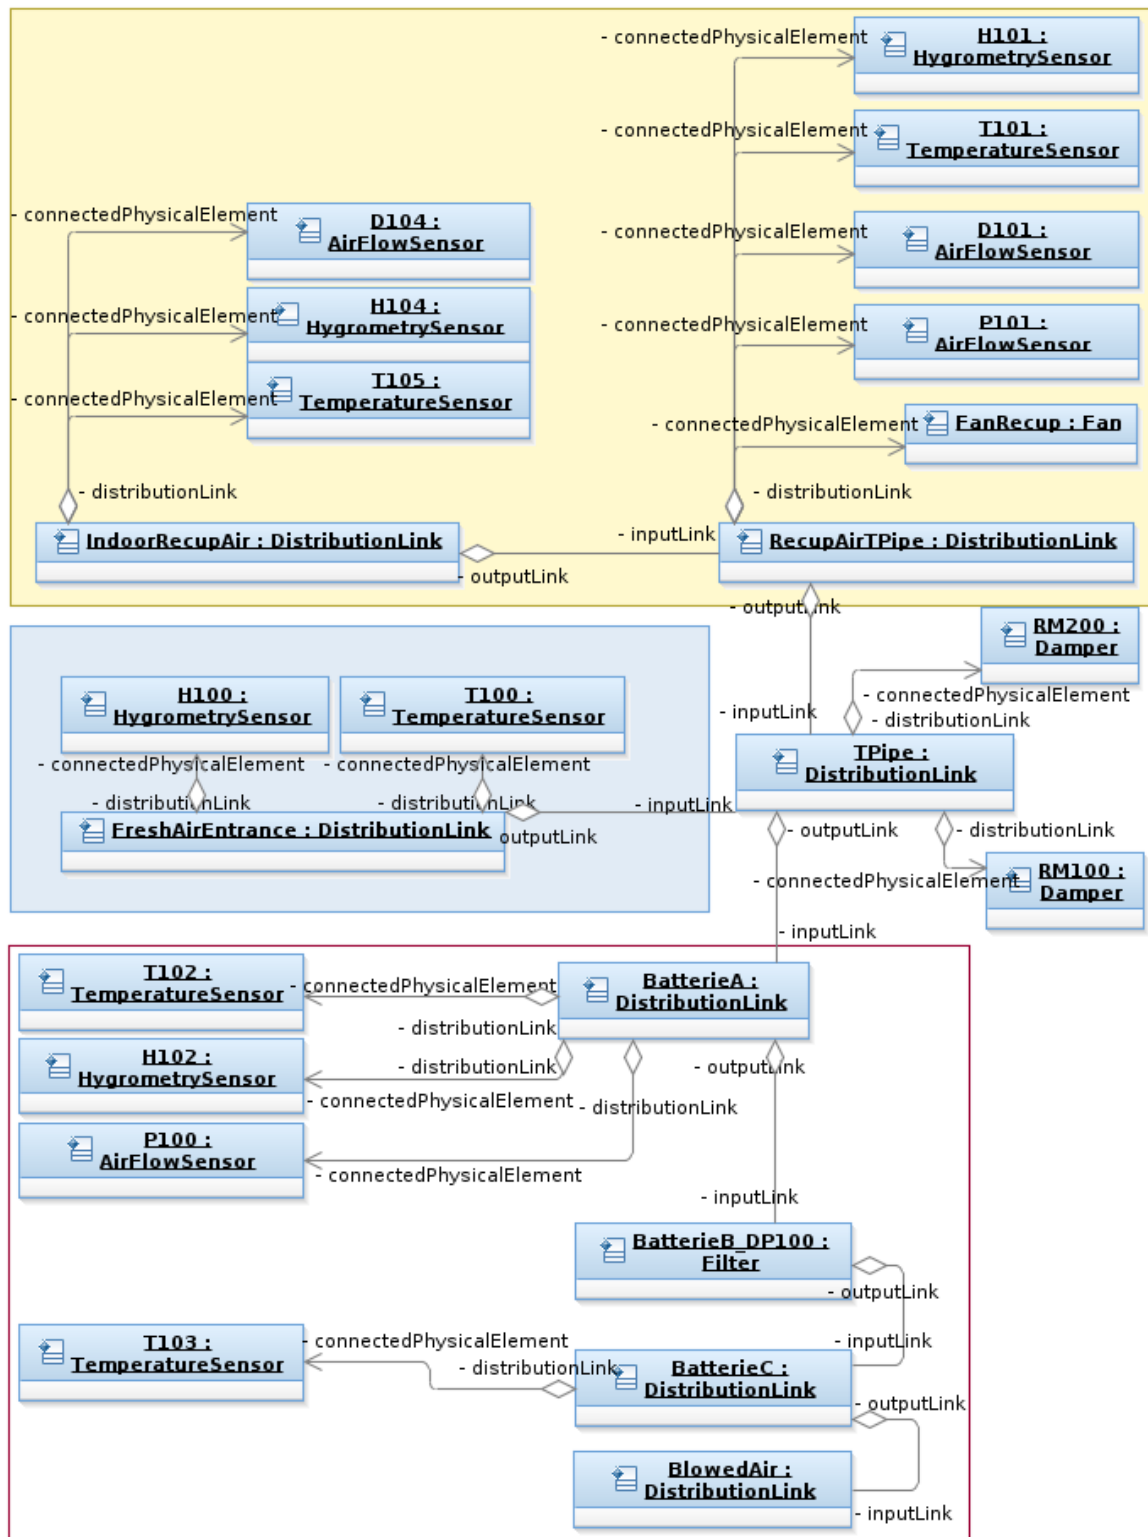 - connectedPhysicalElement
H101 :
HygrometrySensor
- connectedPhysicalElement
T101 :
TemperatureSensor
- connectedPhysicalElement
D104 :
AirFlowSensor
- connectedPhysicalElement
D101 :
AirFlowSensor
- connectedPhysicalElement
H104 :
HygrometrySensor
- connectedPhysicalElement
P101 :
AirFlowSensor
- connectedPhysicalElement
T105 :
TemperatureSensor
- connectedPhysicalElement
FanRecup : Fan
- distributionLink
- distributionLink
IndoorRecupAir : DistributionLink
- inputLink
RecupAirTPipe : DistributionLink
- outputLink
- outputLink
RM200 :
Damper
H100 :
HygrometrySensor
T100 :
TemperatureSensor
- connectedPhysicalElement
- inputLink
- distributionLink
- connectedPhysicalElement
- connectedPhysicalElement
TPipe :
DistributionLink
- distributionLink
- distributionLink
- inputLink
FreshAirEntrance : DistributionLink
outputLink
- outputLink
- distributionLink
- connectedPhysicalElement
RM100 :
Damper
- inputLink
T102 :
TemperatureSensor
- connectedPhysicalElement
BatterieA :
DistributionLink
- distributionLink
H102 :
HygrometrySensor
- distributionLink
- outputLink
- connectedPhysicalElement
- distributionLink
P100 :
AirFlowSensor
- connectedPhysicalElement
- inputLink
BatterieB_DP100 :
Filter
- outputLink
T103 :
TemperatureSensor
- connectedPhysicalElement
- inputLink
- distributionLink
BatterieC :
DistributionLink
- outputLink
BlowedAir :
DistributionLink
- inputLink